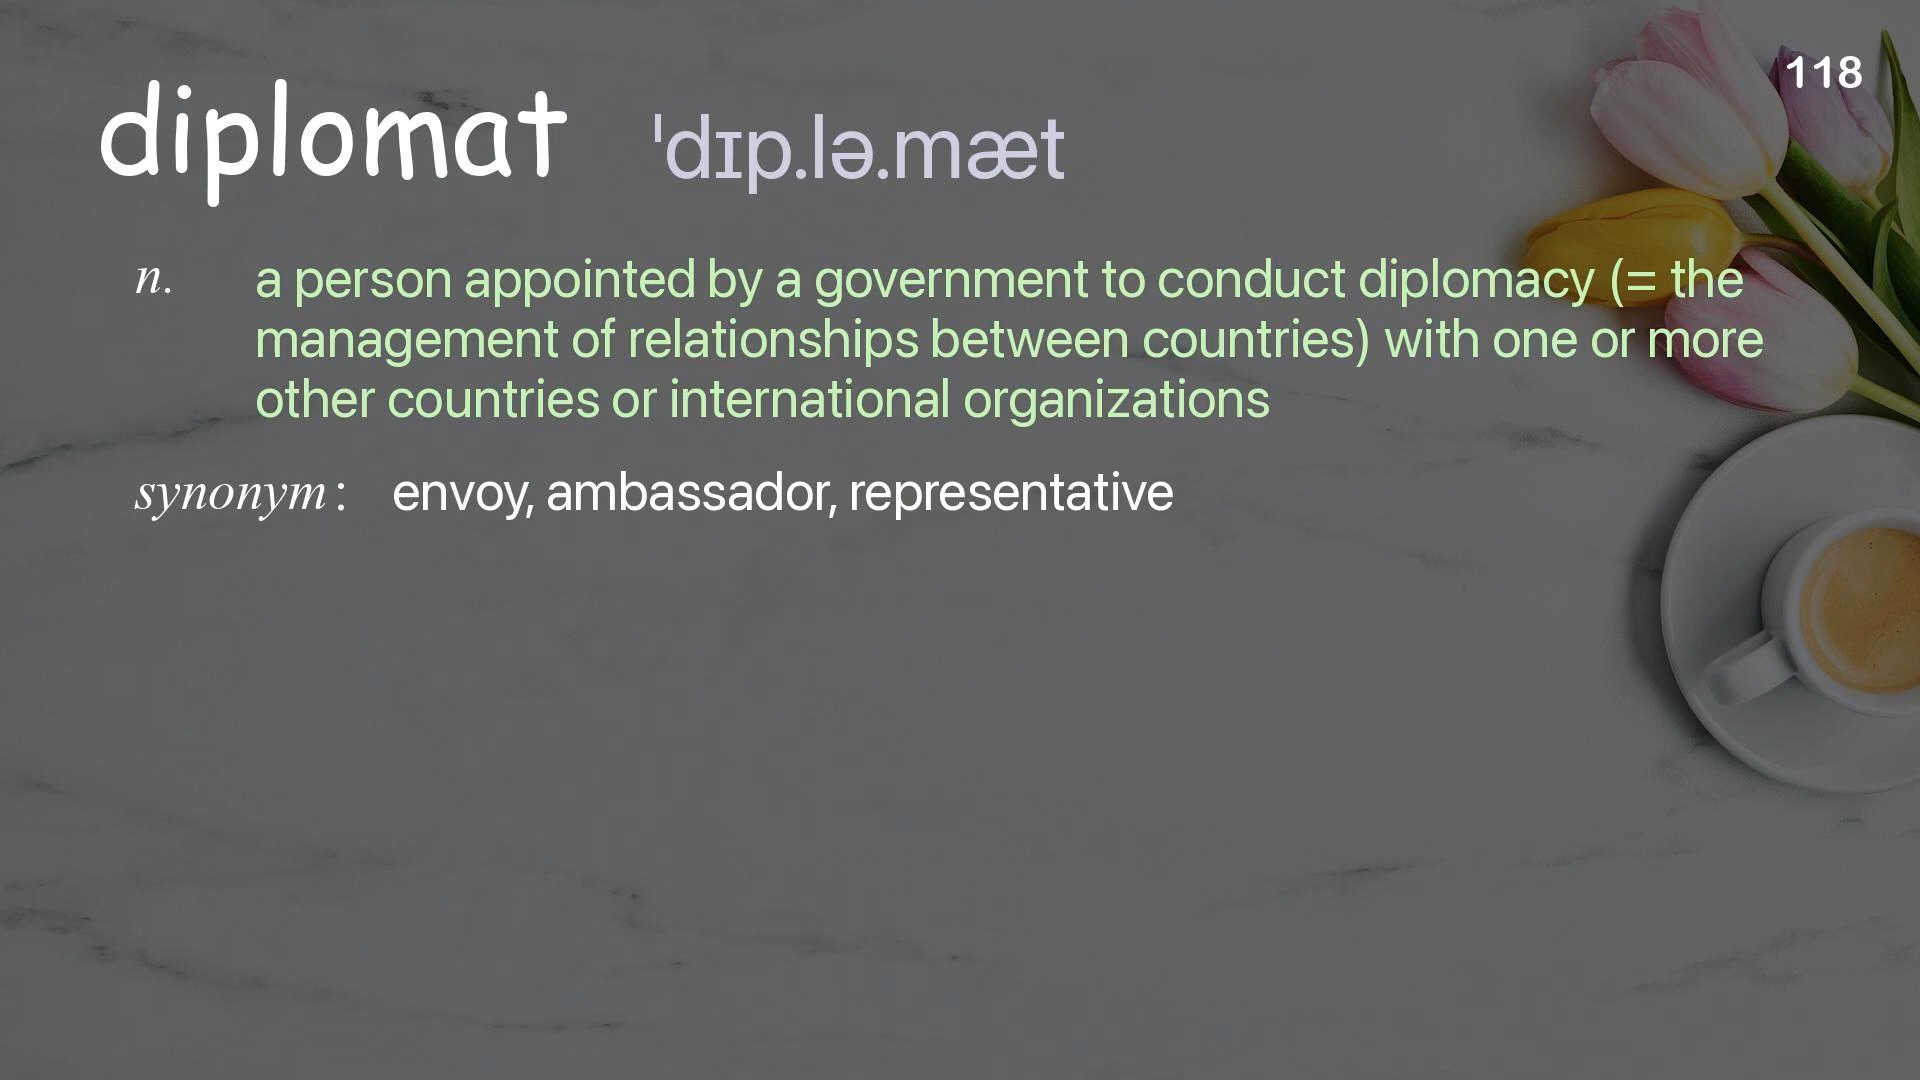 118
diplomat ˈdɪp.lə.mæt
n. a person appointed by a government to conduct diplomacy (= the
management of relationships between countries) with one or more
other countries or international organizations
synonym: envoy, ambassador, representative